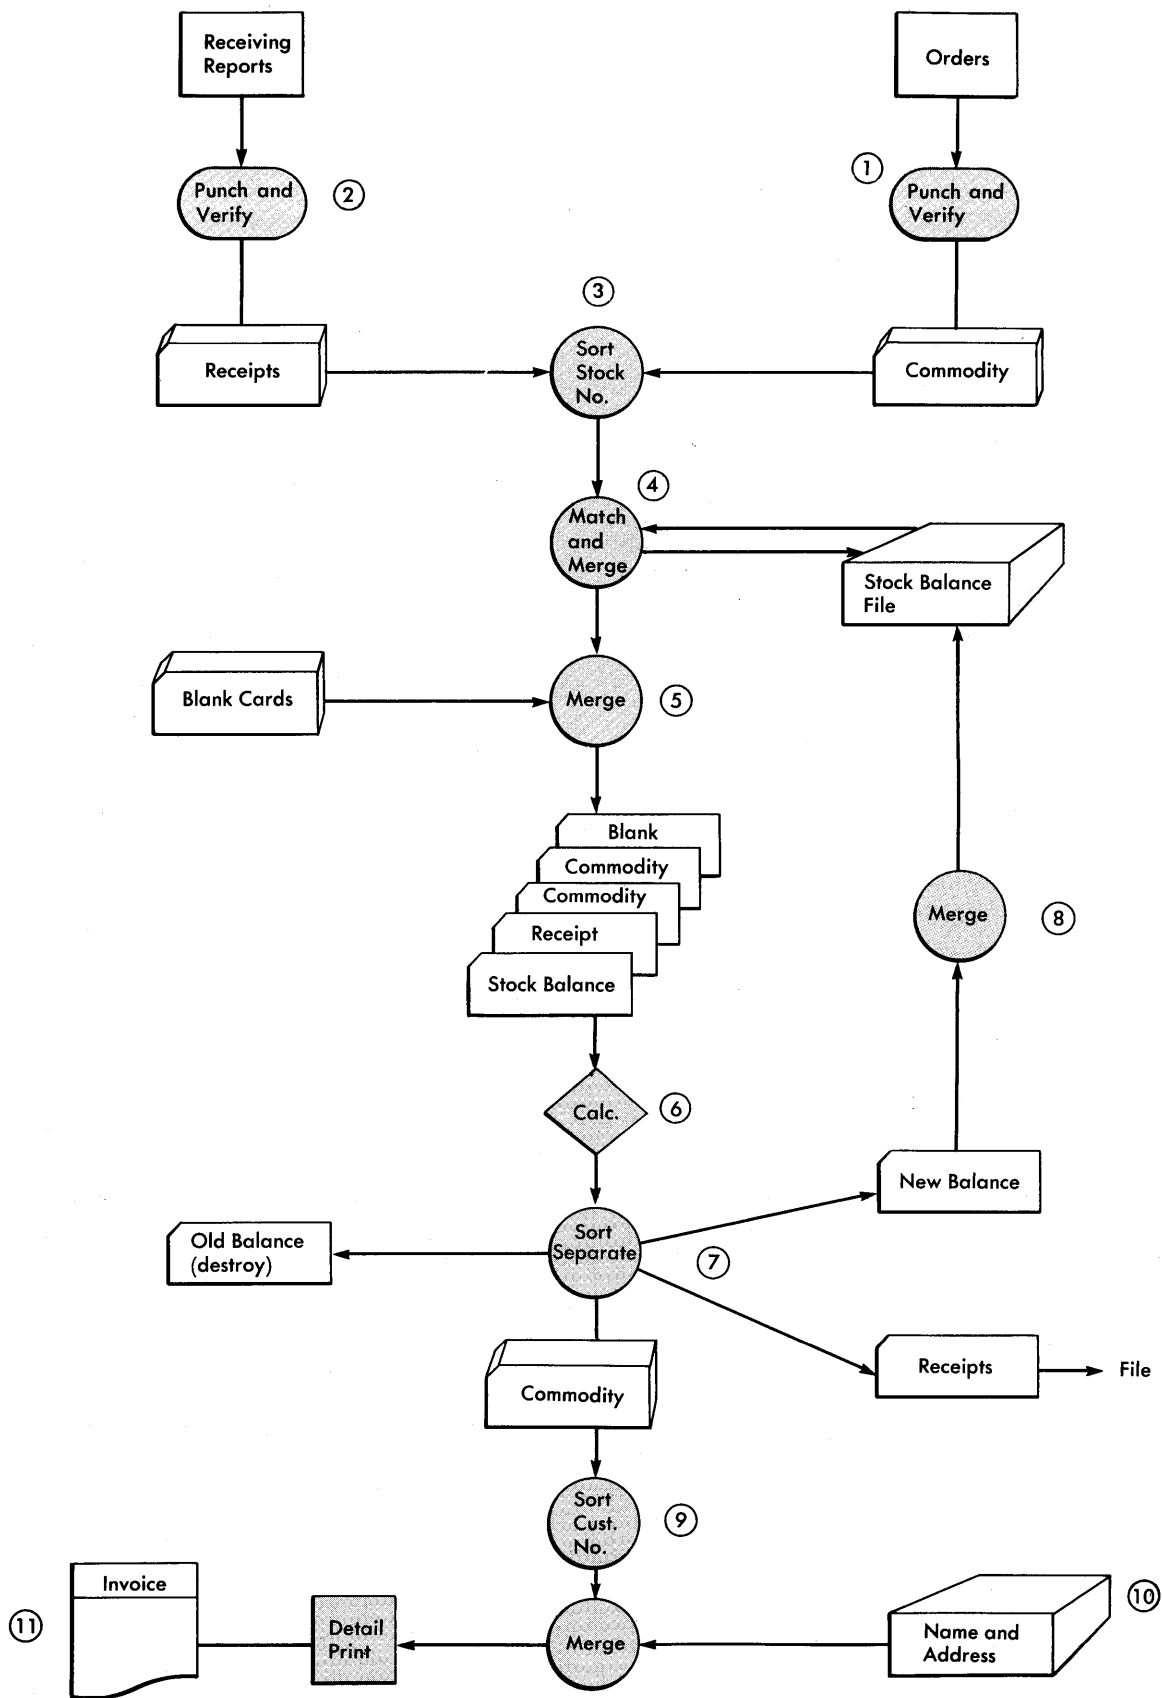 Receiving
Reports
Orders
Punch and
Verify
2
1
Punch and
Verify
3
Receipts
Sort
Stock
No.
Commodity
4
Match
and
Merge
Stock Balance
File
Blank Cards
Merge
5
Blank
Commodity
Commodity
Receipt
Stock Balance
Merge
8
Calc.
6
New Balance
Old Balance
(destroy)
Sort
Separate
7
Receipts
File
Commodity
Sort
Cust.
No.
9
Invoice
11
Detail
Print
Merge
Name and
Address
10